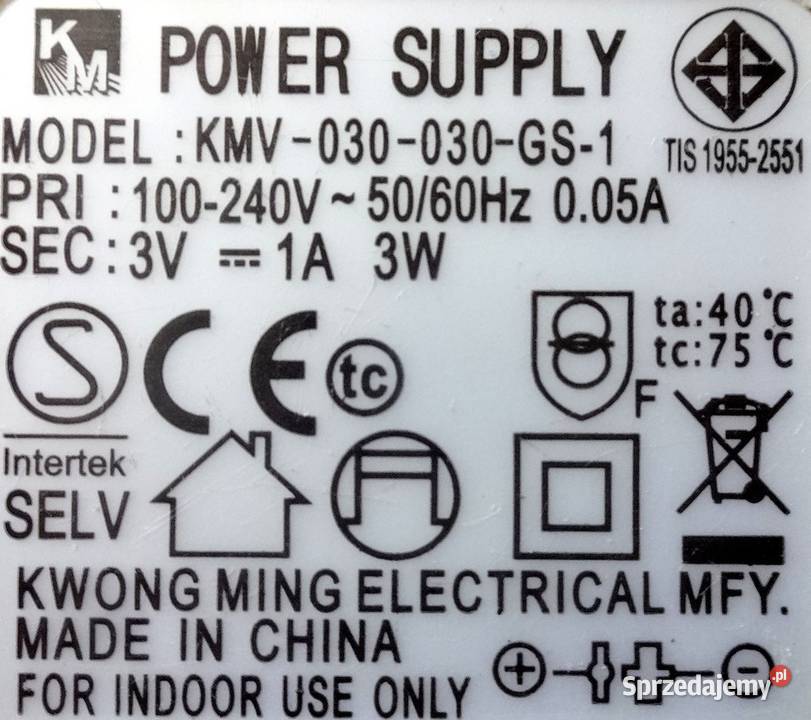 KM POWER SUPPLY
MODEL : KMV-030-030-GS-1
TIS 1955-2551
PRI : 100-240V ~ 50/60Hz 0.05A
SEC : 3V ⎓ 1A 3W
ta:40°C
tc:75°C
S CE tc
F
Intertek
SELV
KWONG MING ELECTRICAL MFY.
MADE IN CHINA
FOR INDOOR USE ONLY
Sprzedajemy.pl